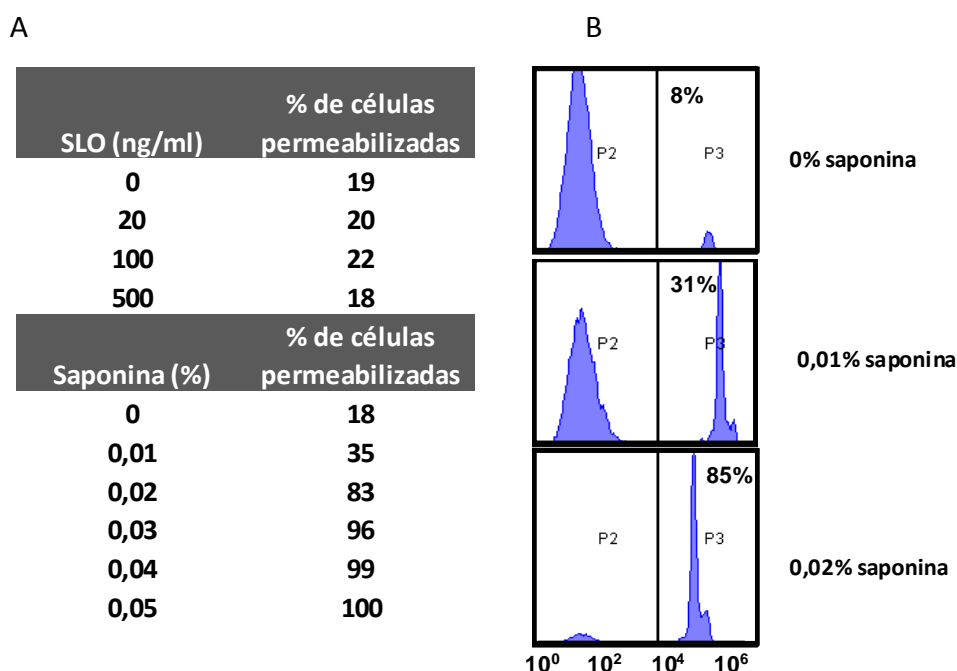 A
B
SLO (ng/ml)
% de células
permeabilizadas
0 19
20 20
100 22
500 18
Saponina (%)
% de células
permeabilizadas
0 18
0,01 35
0,02 83
0,03 96
0,04 99
0,05 100
8%
P2 P3
0% saponina
31%
P2 P3
0,01% saponina
85%
P2 P3
0,02% saponina
10⁰ 10² 10⁴ 10⁶